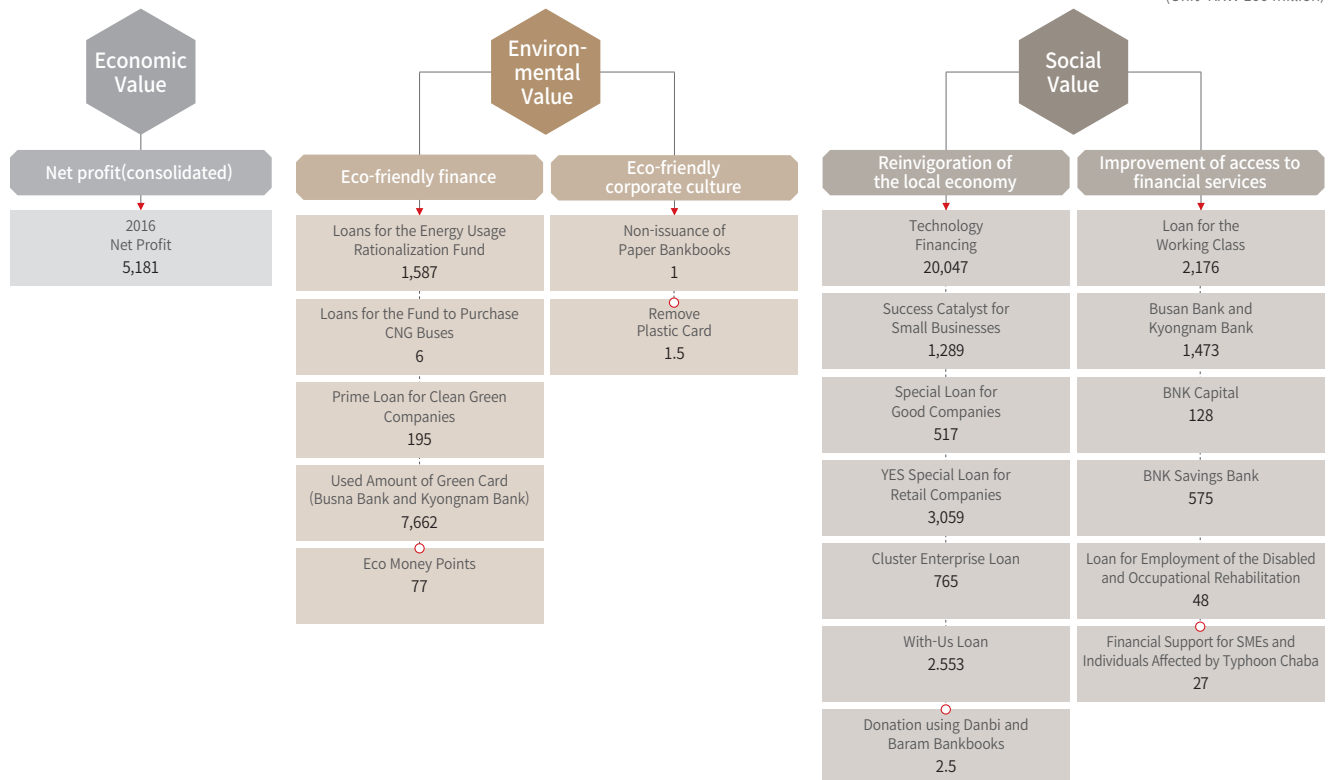 Economic
Value
Net profit(consolidated)
2016
Net Profit
5,181
Environ-
mental
Value
Eco-friendly finance
Loans for the Energy Usage
Rationalization Fund
1,587
Loans for the Fund to Purchase
CNG Buses
6
Prime Loan for Clean Green
Companies
195
Used Amount of Green Card
(Busna Bank and Kyongnam Bank)
7,662
Eco Money Points
77
Eco-friendly
corporate culture
Non-issuance of
Paper Bankbooks
1
Remove
Plastic Card
1.5
Social
Value
Reinvigoration of
the local economy
Technology
Financing
20,047
Success Catalyst for
Small Businesses
1,289
Special Loan for
Good Companies
517
YES Special Loan for
Retail Companies
3,059
Cluster Enterprise Loan
765
With-Us Loan
2.553
Donation using Danbi and
Baram Bankbooks
2.5
Improvement of access to
financial services
Loan for the
Working Class
2,176
Busan Bank and
Kyongnam Bank
1,473
BNK Capital
128
BNK Savings Bank
575
Loan for Employment of the Disabled
and Occupational Rehabilitation
48
Financial Support for SMEs and
Individuals Affected by Typhoon Chaba
27